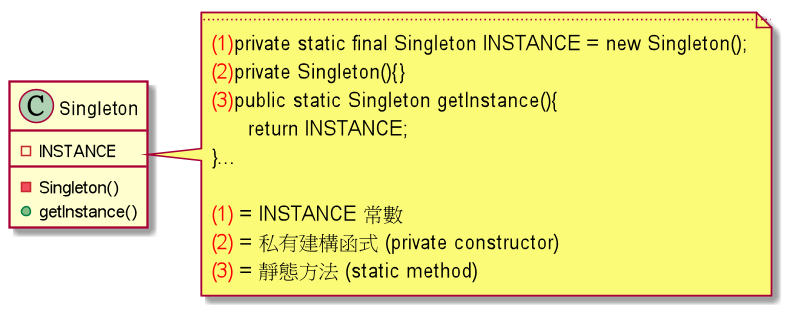 C Singleton
INSTANCE
Singleton()
getInstance()
(1)private static final Singleton INSTANCE = new Singleton();
(2)private Singleton(){}
(3)public static Singleton getInstance(){
return INSTANCE;
}...
(1) = INSTANCE 常數
(2) = 私有建構函式 (private constructor)
(3) = 靜態方法 (static method)